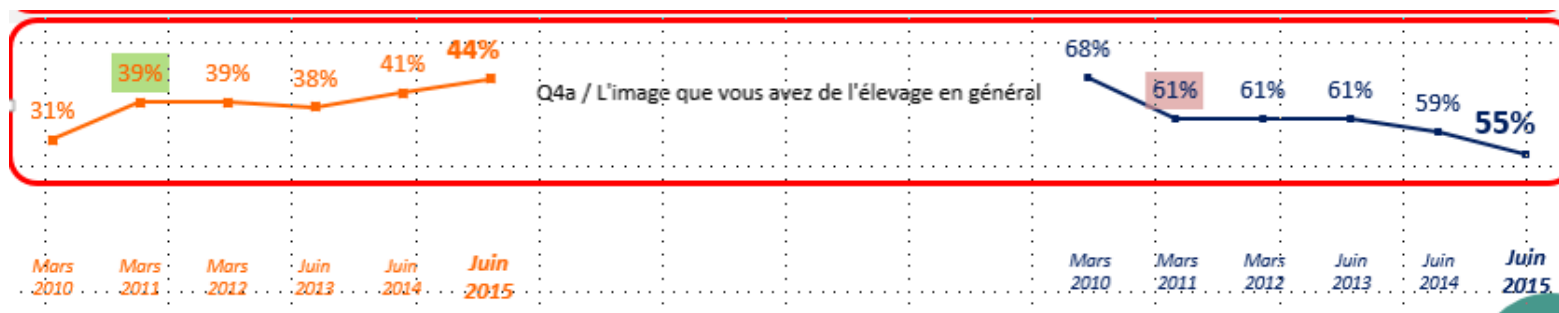 31%
39%
39%
38%
41%
44%
Q4a / L'image que vous avez de l'élevage en général
68%
61%
61%
61%
59%
55%
Mars 2010
Mars 2011
Mars 2012
Juin 2013
Juin 2014
Juin 2015
Mars 2010
Mars 2011
Mars 2012
Juin 2013
Juin 2014
Juin 2015